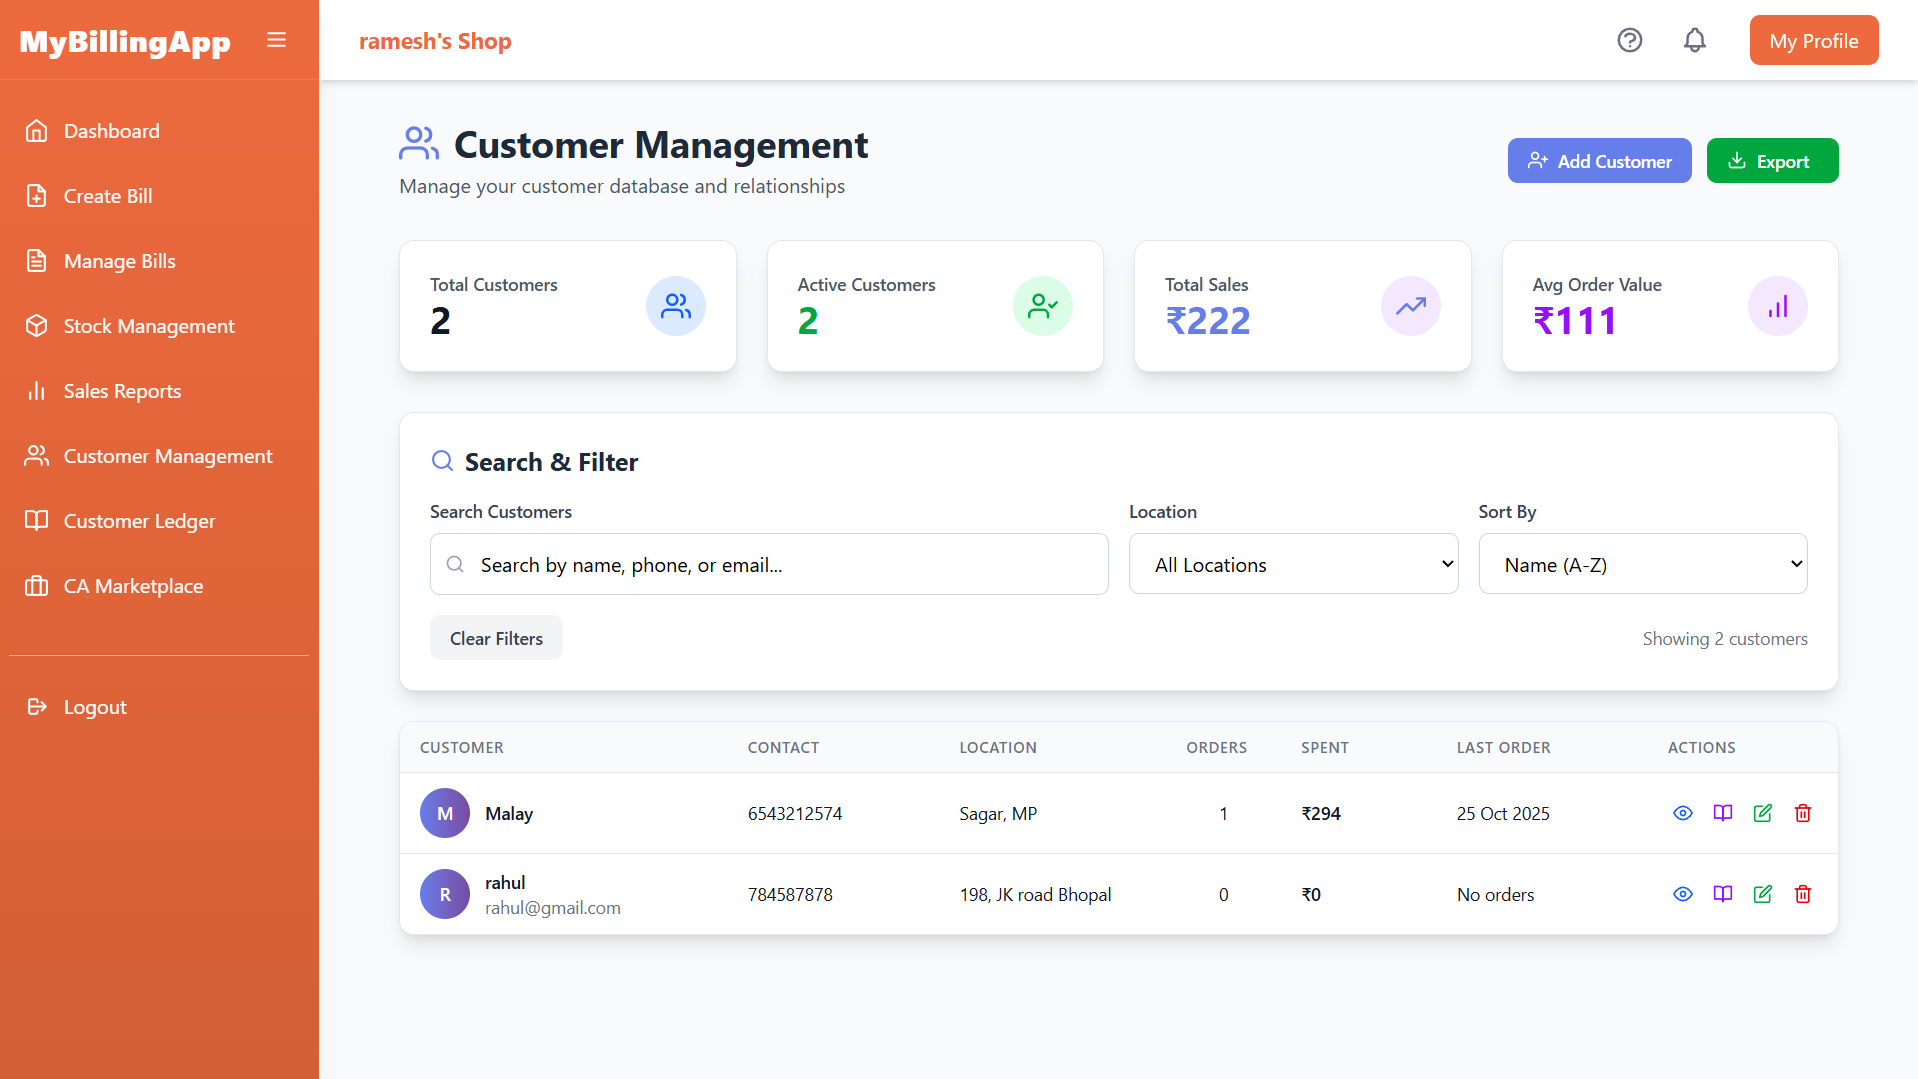 MyBillingApp
ramesh's Shop
My Profile
Dashboard
Create Bill
Manage Bills
Stock Management
Sales Reports
Customer Management
Customer Ledger
CA Marketplace
Logout
Customer Management
Manage your customer database and relationships
Add Customer
Export
Total Customers
2
Active Customers
2
Total Sales
₹222
Avg Order Value
₹111
Search & Filter
Search Customers
Search by name, phone, or email...
Location
All Locations
Sort By
Name (A-Z)
Clear Filters
Showing 2 customers
CUSTOMER CONTACT LOCATION ORDERS SPENT LAST ORDER ACTIONS
M Malay 6543212574 Sagar, MP 1 ₹294 25 Oct 2025
R rahul 784587878 198, JK road Bhopal 0 ₹0 No orders
rahul@gmail.com